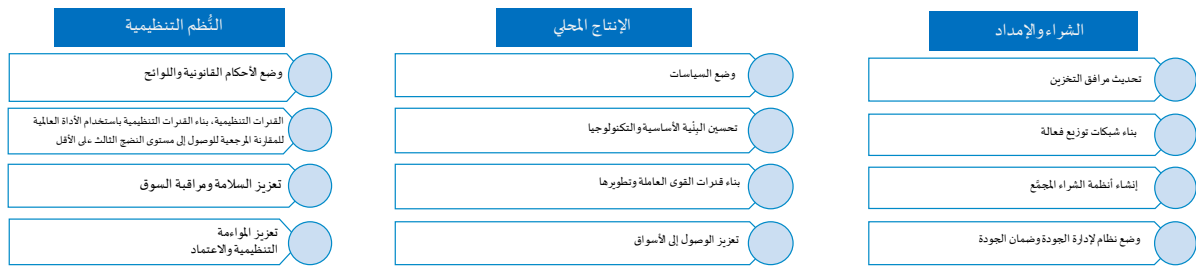 الشراء والإمداد
تحديث مرافق التخزين
بناء شبكات توزيع فعالة
إنشاء أنظمة الشراء المجمَّع
وضع نظام لإدارة الجودة وضمان الجودة
الإنتاج المحلي
وضع السياسات
تحسين البِنْية الأساسية والتكنولوجيا
بناء قدرات القوى العاملة وتطويرها
تعزيز الوصول إلى الأسواق
النُّظم التنظيمية
وضع الأحكام القانونية واللوائح
القدرات التنظيمية، بناء القدرات التنظيمية باستخدام الأداة العالمية
للمقارنة المرجعية للوصول إلى مستوى النضج الثالث على الأقل
تعزيز السلامة ومراقبة السوق
تعزيز المواءمة
التنظيمية والاعتماد